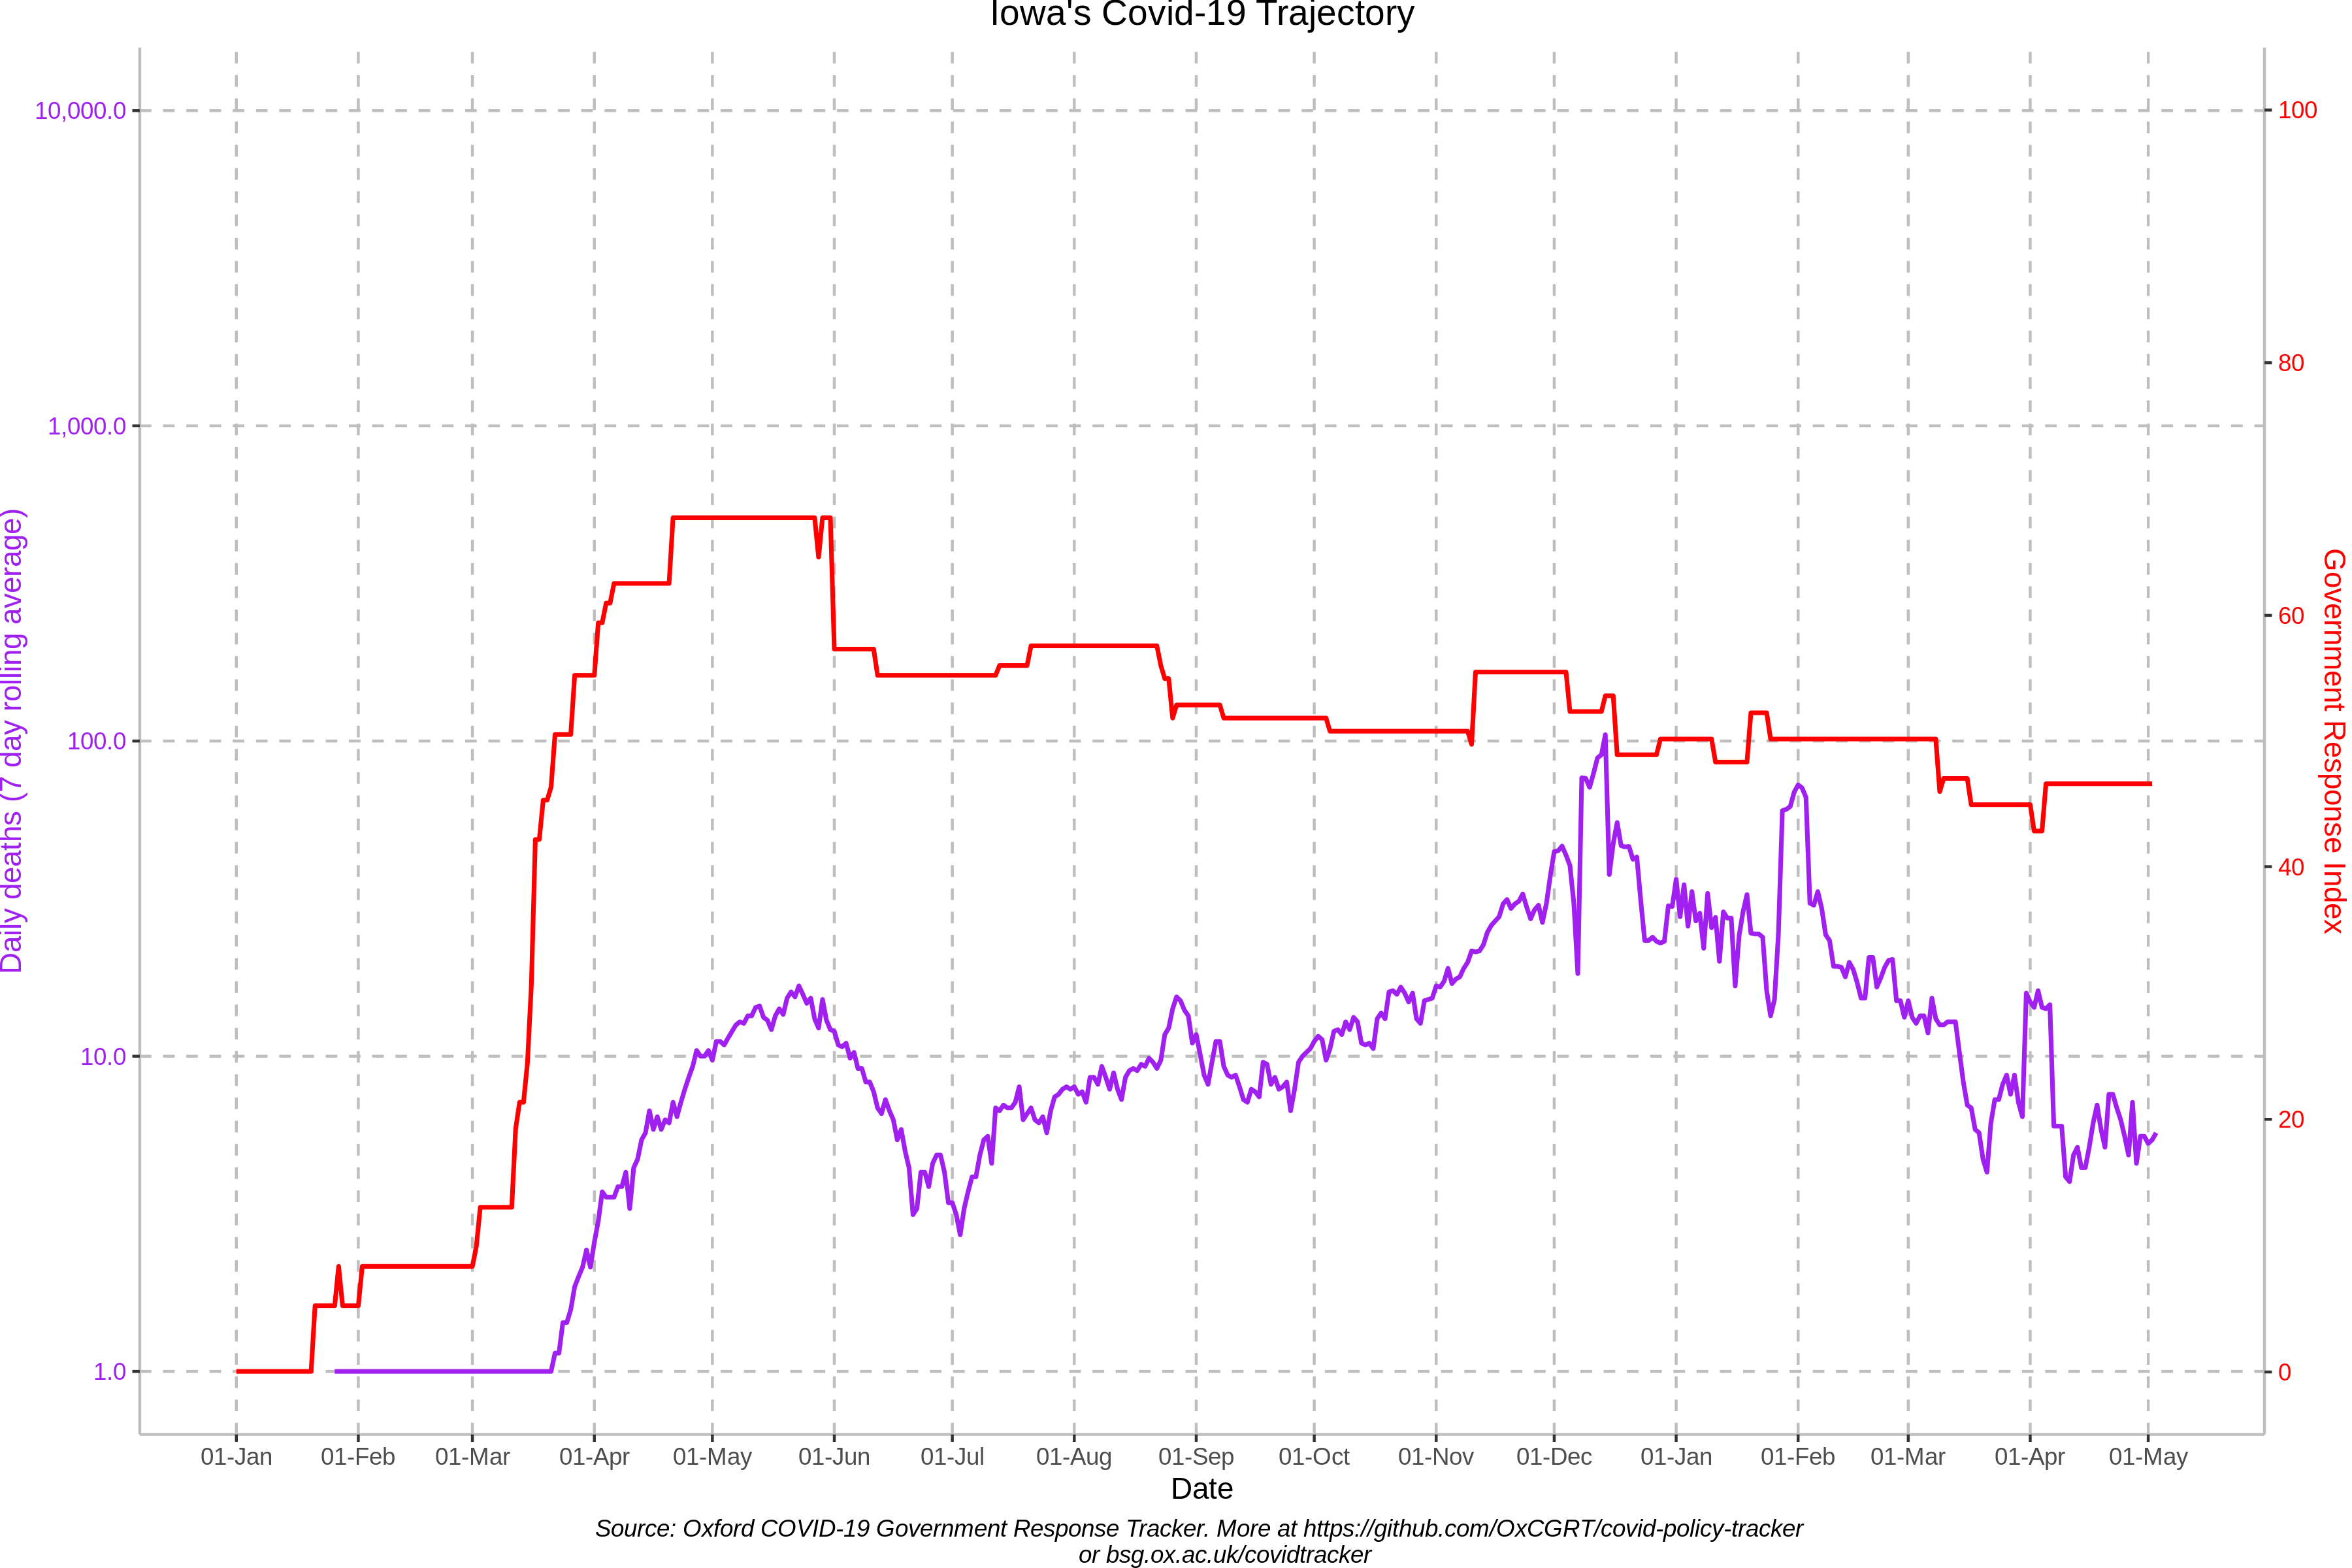 Iowa's Covid-19 Trajectory
10,000.0
1,000.0
100.0
10.0
1.0
Daily deaths (7 day rolling average)
100
80
60
40
20
0
Government Response Index
01-Jan 01-Feb 01-Mar 01-Apr 01-May 01-Jun 01-Jul 01-Aug 01-Sep 01-Oct 01-Nov 01-Dec 01-Jan 01-Feb 01-Mar 01-Apr 01-May
Date
Source: Oxford COVID-19 Government Response Tracker. More at https://github.com/OxCGRT/covid-policy-tracker
or bsg.ox.ac.uk/covidtracker